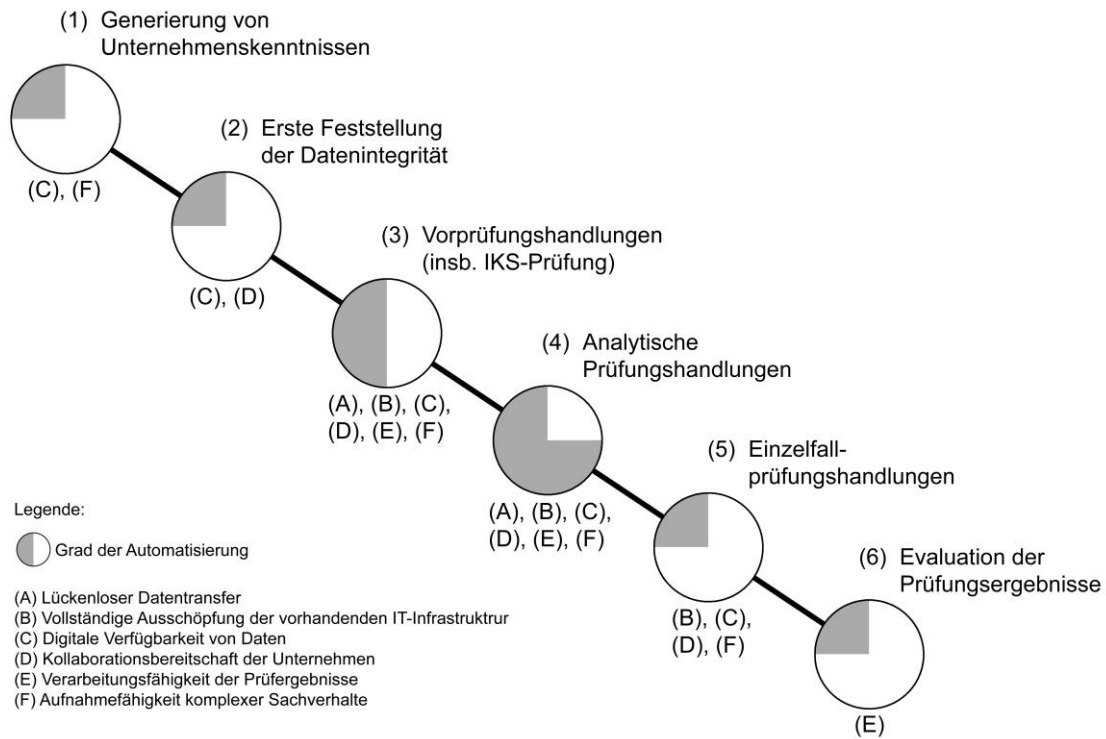 (1) Generierung von
Unternehmenskenntnissen
(C), (F)
(2) Erste Feststellung
der Datenintegrität
(C), (D)
(3) Vorprüfungshandlungen
(insb. IKS-Prüfung)
(A), (B), (C),
(D), (E), (F)
(4) Analytische
Prüfungshandlungen
(A), (B), (C),
(D), (E), (F)
(5) Einzelfall-
prüfungshandlungen
(B), (C),
(D), (F)
(6) Evaluation der
Prüfungsergebnisse
(E)
Legende:
Grad der Automatisierung
(A) Lückenloser Datentransfer
(B) Vollständige Ausschöpfung der vorhandenden IT-Infrastruktrur
(C) Digitale Verfügbarkeit von Daten
(D) Kollaborationsbereitschaft der Unternehmen
(E) Verarbeitungsfähigkeit der Prüfergebnisse
(F) Aufnahmefähigkeit komplexer Sachverhalte